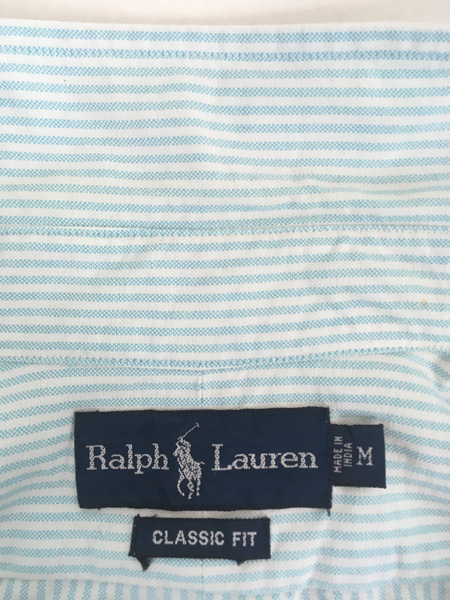 Ralph Lauren
MADE IN
INDIA
M
CLASSIC FIT